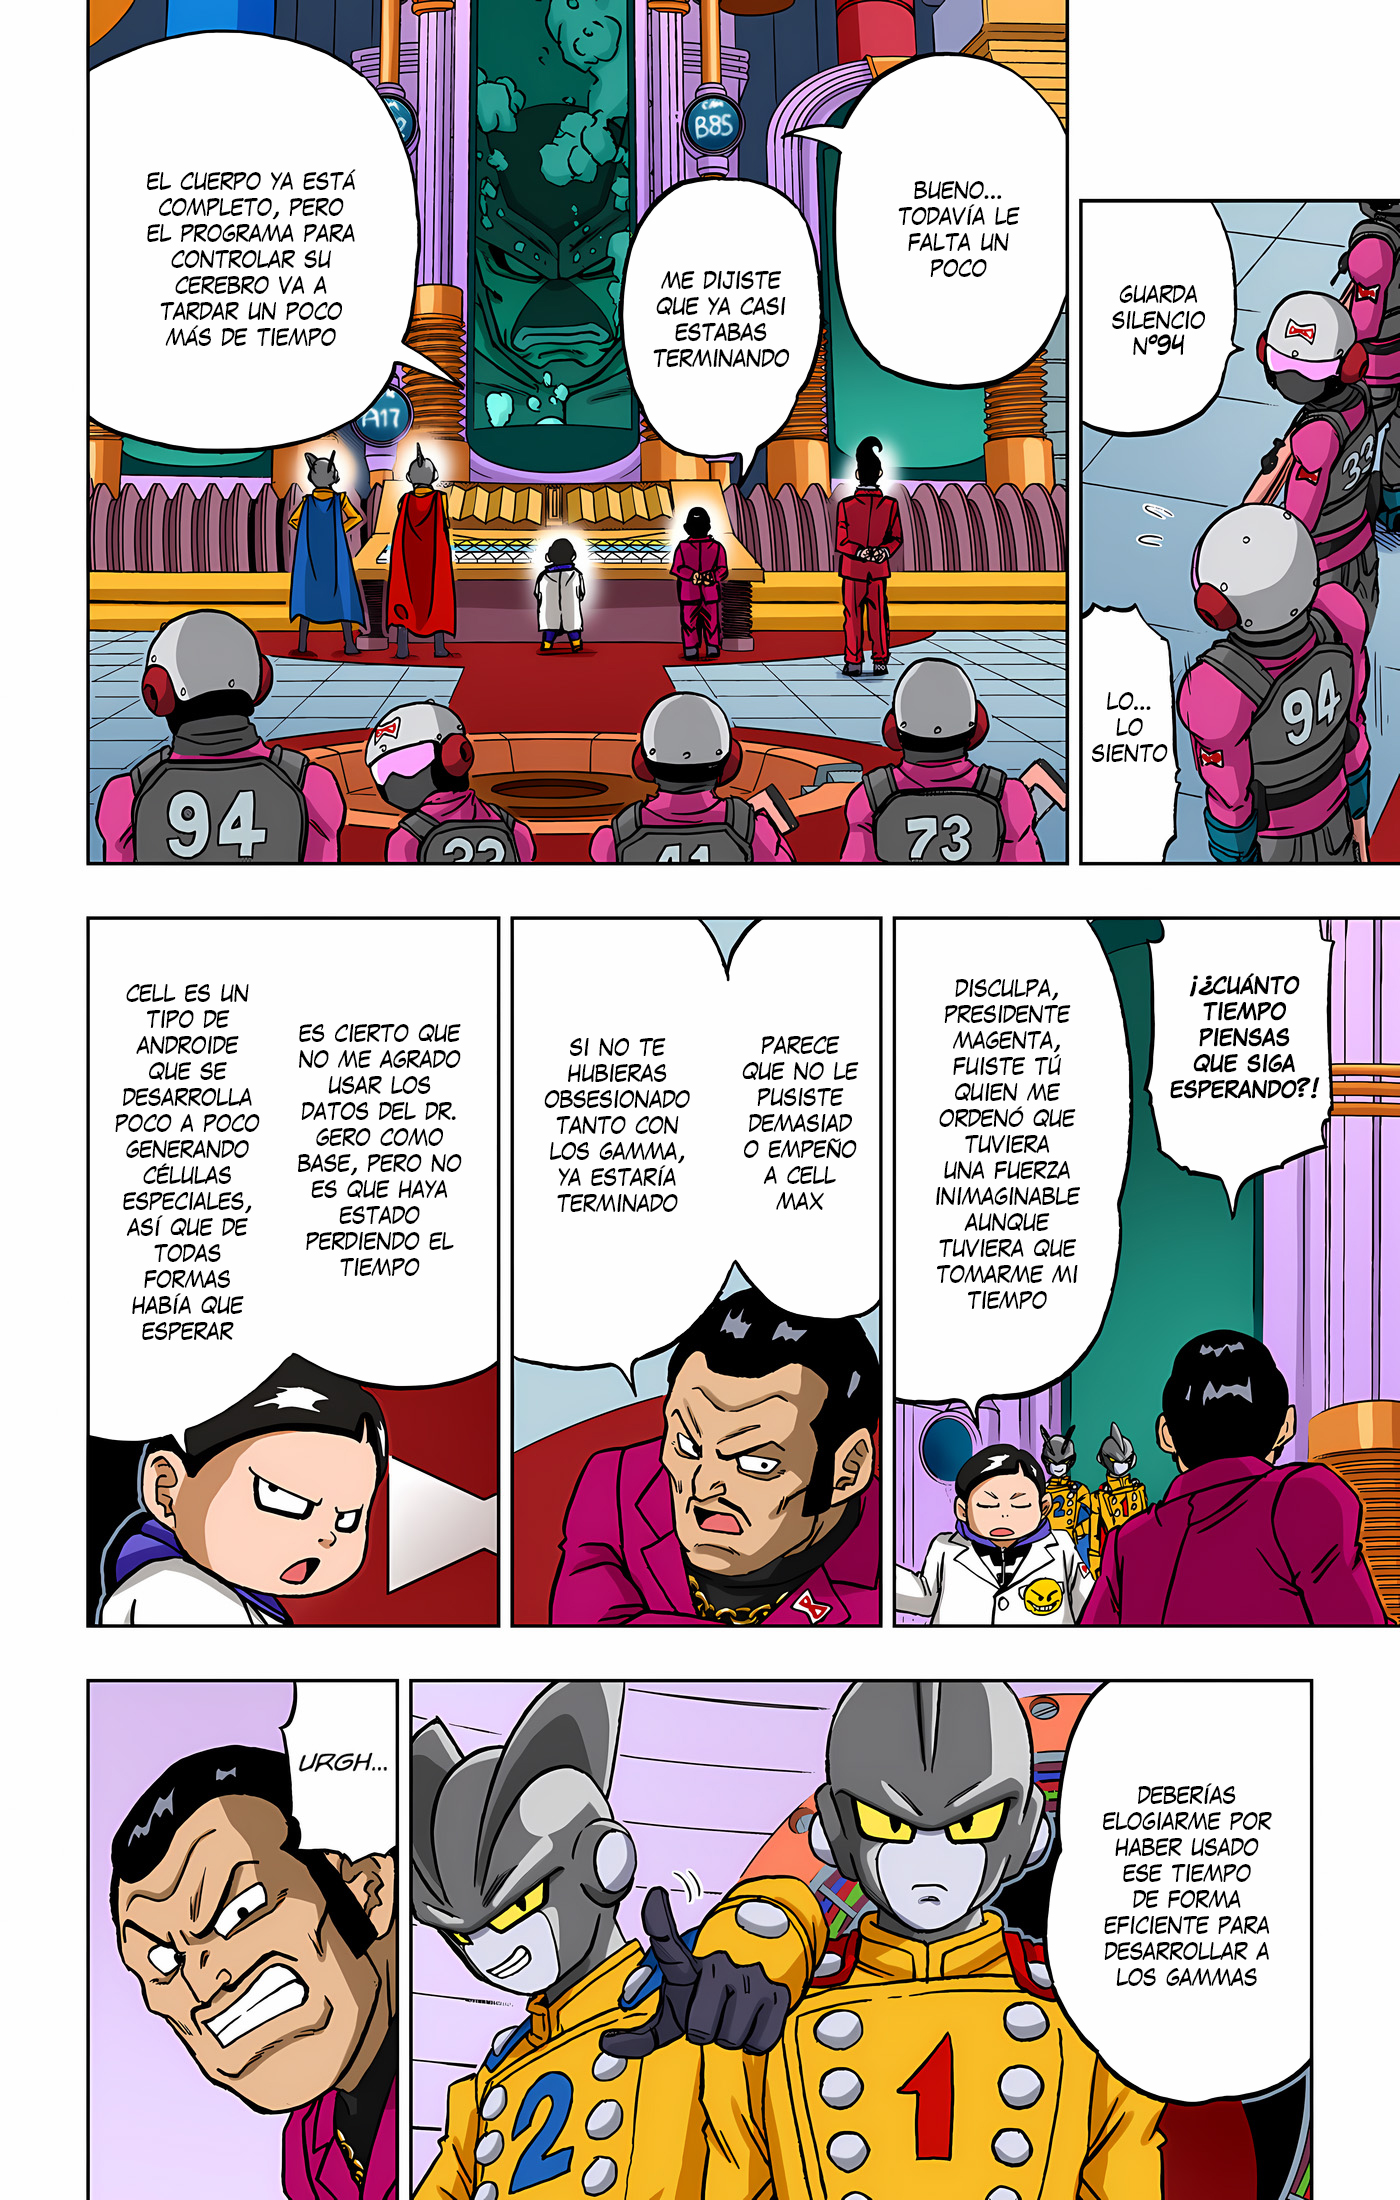 GUARDA
SILENCIO
Nº94
LO...
LO
SIENTO
BUENO...
TODAVÍA LE
FALTA UN
POCO
ME DIJISTE
QUE YA CASI
ESTABAS
TERMINANDO
EL CUERPO YA ESTÁ
COMPLETO, PERO
EL PROGRAMA PARA
CONTROLAR SU
CEREBRO VA A
TARDAR UN POCO
MÁS DE TIEMPO
B85
A17
33
94
94
73
¡¿CUÁNTO
TIEMPO
PIENSAS
QUE SIGA
ESPERANDO?!
DISCULPA,
PRESIDENTE
MAGENTA,
FUISTE TÚ
QUIEN ME
ORDENÓ QUE
TUVIERA
UNA FUERZA
INIMAGINABLE
AUNQUE
TUVIERA QUE
TOMARME MI
TIEMPO
2
1
PARECE
QUE NO LE
PUSISTE
DEMASIAD
O EMPEÑO
A CELL
MAX
SI NO TE
HUBIERAS
OBSESIONADO
TANTO CON
LOS GAMMA,
YA ESTARÍA
TERMINADO
ES CIERTO QUE
NO ME AGRADO
USAR LOS
DATOS DEL DR.
GERO COMO
BASE, PERO NO
ES QUE HAYA
ESTADO
PERDIENDO EL
TIEMPO
CELL ES UN
TIPO DE
ANDROIDE
QUE SE
DESARROLLA
POCO A POCO
GENERANDO
CÉLULAS
ESPECIALES,
ASÍ QUE DE
TODAS
FORMAS
HABÍA QUE
ESPERAR
DEBERÍAS
ELOGIARME POR
HABER USADO
ESE TIEMPO
DE FORMA
EFICIENTE PARA
DESARROLLAR A
LOS GAMMAS
1
2
URGH...